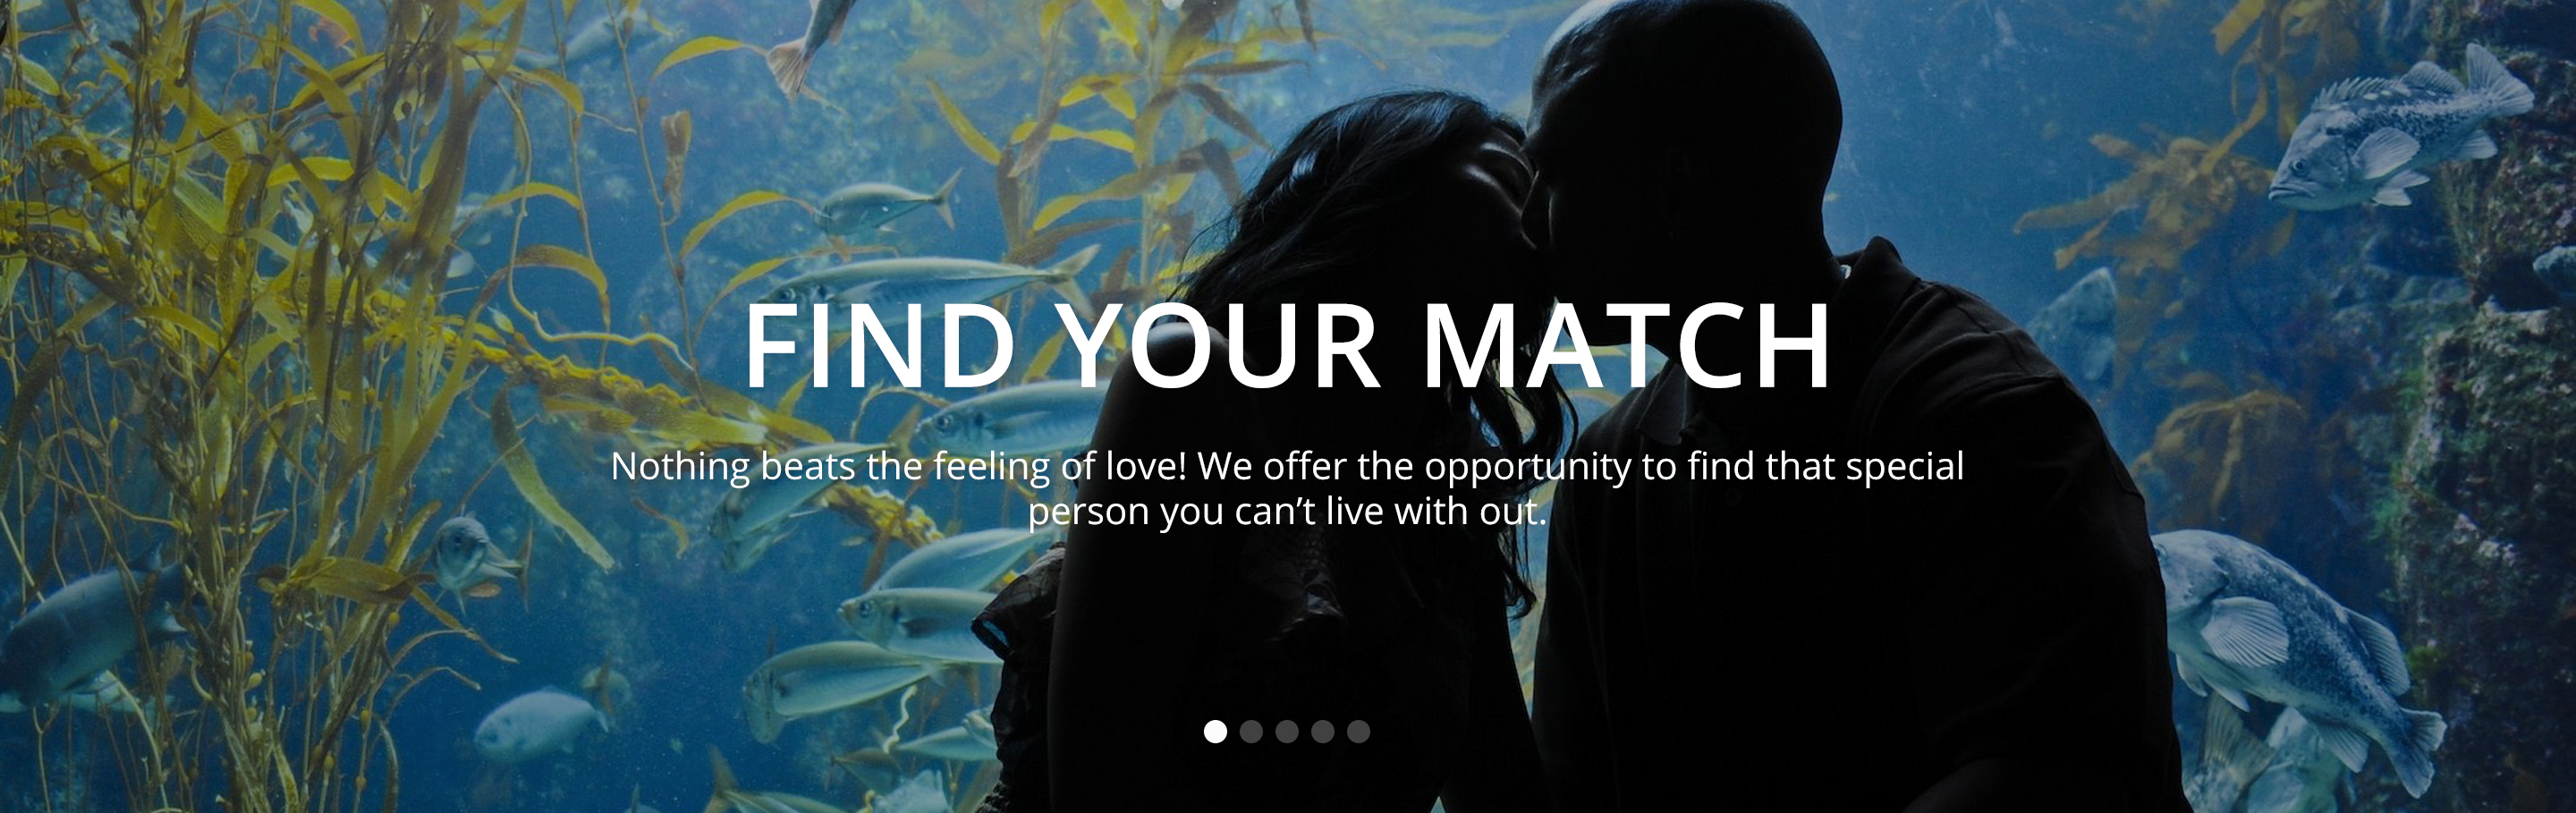 FIND YOUR MATCH
Nothing beats the feeling of love! We offer the opportunity to find that special
person you can’t live with out.